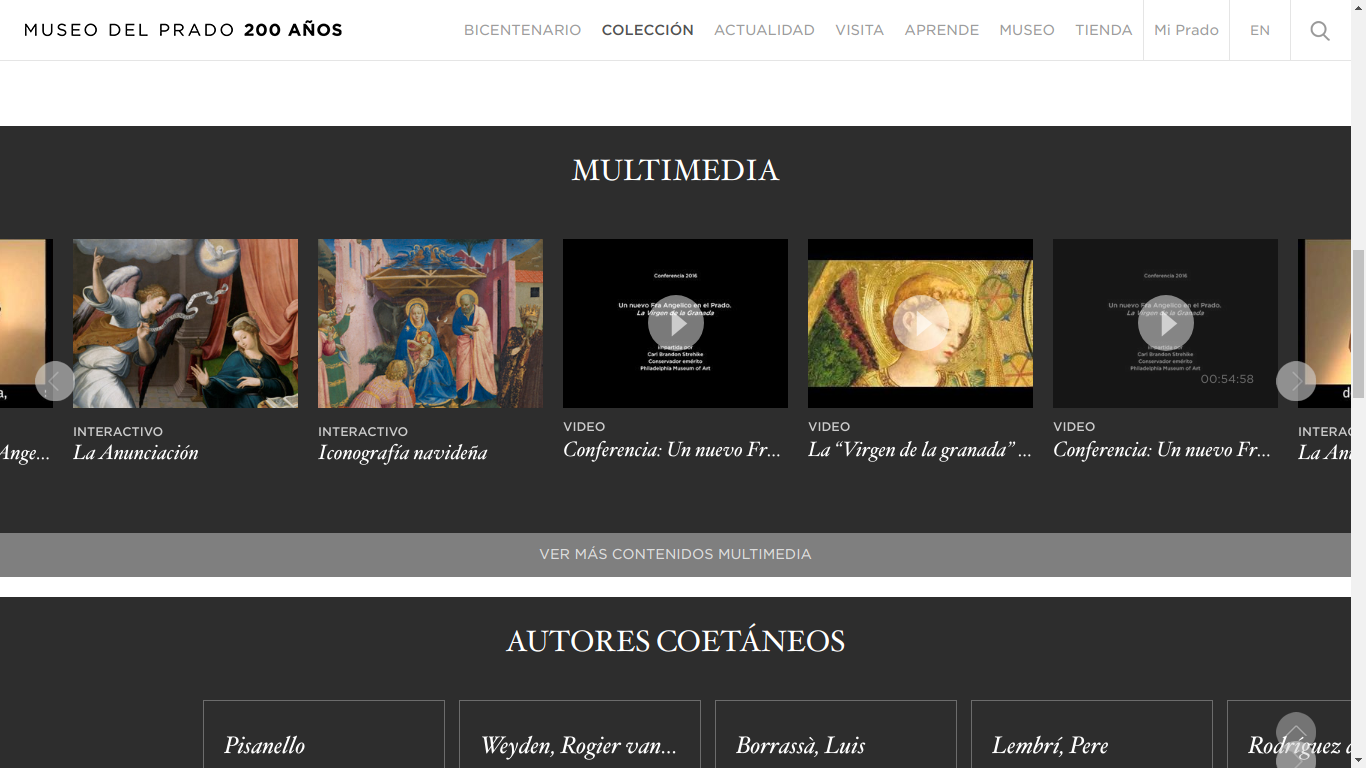 MUSEO DEL PRADO 200 AÑOS
BICENTENARIO COLECCIÓN ACTUALIDAD VISITA APRENDE MUSEO TIENDA Mi Prado EN
MULTIMEDIA
a,
Ange...
INTERACTIVO
La Anunciación
INTERACTIVO
Iconografía navideña
Conferencia 2016
Un nuevo Fra Angelico en el Prado.
La Virgen de la Granada
Impartida por
Carl Brandon Strehlke
Conservador emérito
Philadelphia Museum of Art
VIDEO
Conferencia: Un nuevo Fr...
VIDEO
La “Virgen de la granada” ...
Conferencia 2016
Un nuevo Fra Angelico en el Prado.
La Virgen de la Granada
Impartida por
Carl Brandon Strehlke
Conservador emérito
Philadelphia Museum of Art
00:54:58
VIDEO
Conferencia: Un nuevo Fr...
d
INTERAC
La An
VER MÁS CONTENIDOS MULTIMEDIA
AUTORES COETÁNEOS
Pisanello
Weyden, Rogier van...
Borrassà, Luis
Lembrí, Pere
Rodríguez